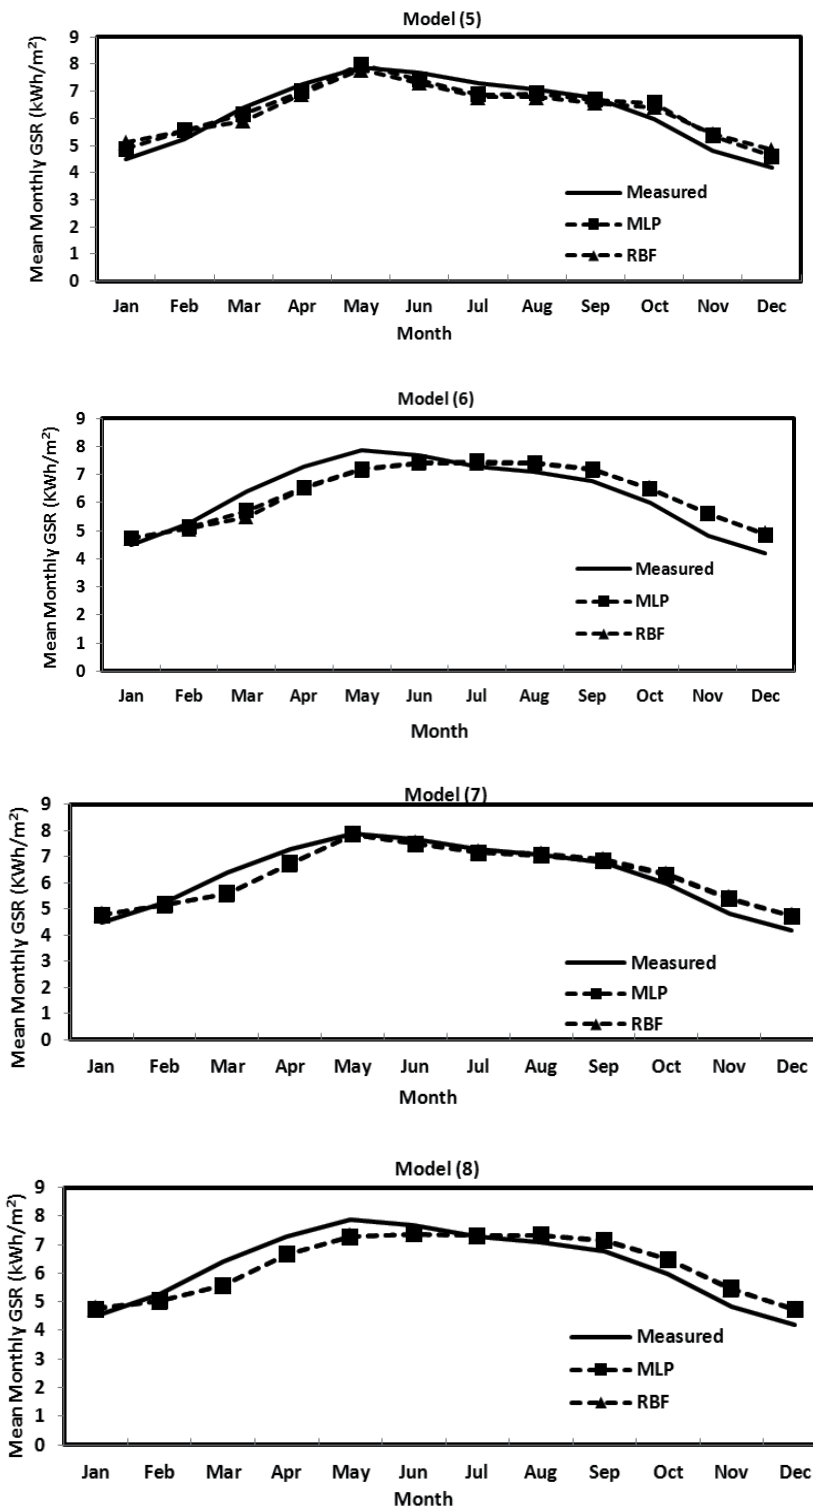 Model (5)
Mean Monthly GSR (kWh/m²)
9
8
7
6
5
4
3
2
1
0
Measured
MLP
RBF
Jan Feb Mar Apr May Jun Jul Aug Sep Oct Nov Dec
Month
Model (6)
Mean Monthly GSR (KWh/m²)
9
8
7
6
5
4
3
2
1
0
Measured
MLP
RBF
Jan Feb Mar Apr May Jun Jul Aug Sep Oct Nov Dec
Month
Model (7)
Mean Monthly GSR (KWh/m²)
9
8
7
6
5
4
3
2
1
0
Measured
MLP
RBF
Jan Feb Mar Apr May Jun Jul Aug Sep Oct Nov Dec
Month
Model (8)
Mean Monthly GSR (kWh/m²)
9
8
7
6
5
4
3
2
1
0
Measured
MLP
RBF
Jan Feb Mar Apr May Jun Jul Aug Sep Oct Nov Dec
Month